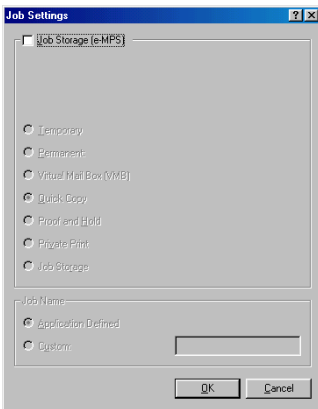 Job Settings
Job Storage (e-MPS)
Temporary
Permanent
Virtual Mail Box (VMB)
Quick Copy
Proof and Hold
Private Print
Job Storage
Job Name
Application Defined
Custom
OK
Cancel